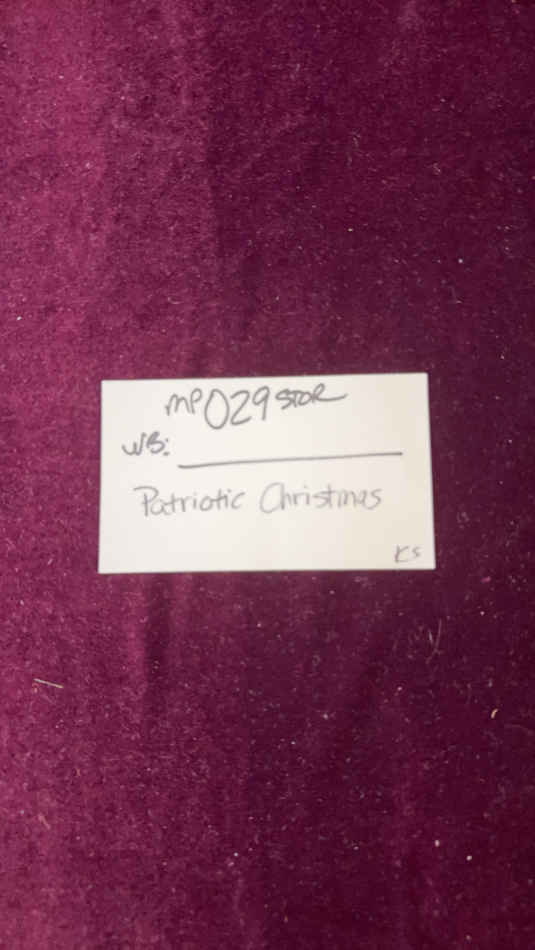 MP029STOR
WB:
Patriotic Christmas
KS